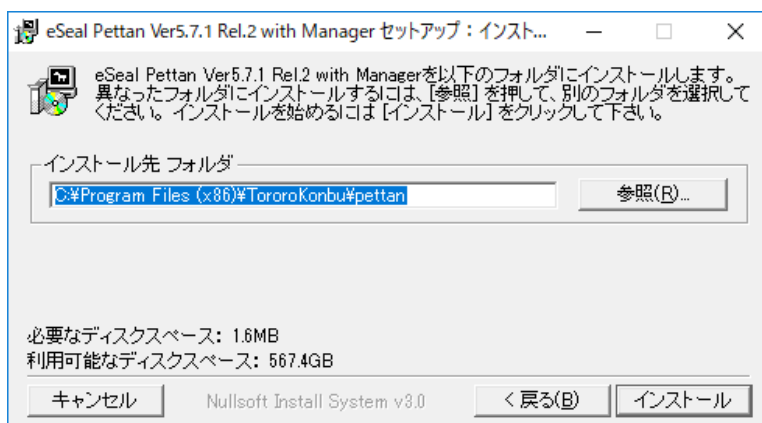 eSeal Pettan Ver5.7.1 Rel.2 with Manager セットアップ：インスト...
eSeal Pettan Ver5.7.1 Rel.2 with Managerを以下のフォルダにインストールします。
異なったフォルダにインストールするには、[参照] を押して、別のフォルダを選択して
ください。インストールを始めるには [インストール] をクリックして下さい。
インストール先 フォルダ
C:¥Program Files (x86)¥TororoKonbu¥pettan
参照(R)...
必要なディスクスペース: 1.6MB
利用可能なディスクスペース: 567.4GB
キャンセル
Nullsoft Install System v3.0
< 戻る(B)
インストール